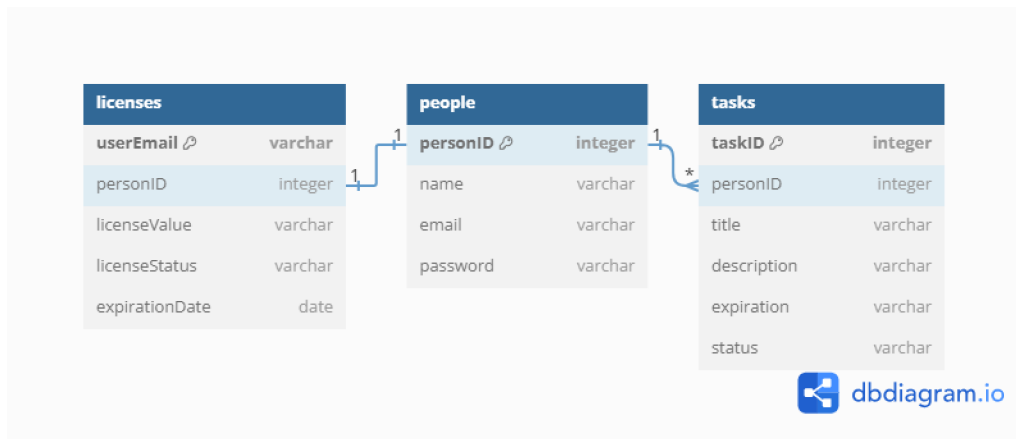 licenses
userEmail varchar
personID integer
licenseValue varchar
licenseStatus varchar
expirationDate date
1
1
people
personID integer
name varchar
email varchar
password varchar
1
*
tasks
taskID integer
personID integer
title varchar
description varchar
expiration varchar
status varchar
dbdiagram.io